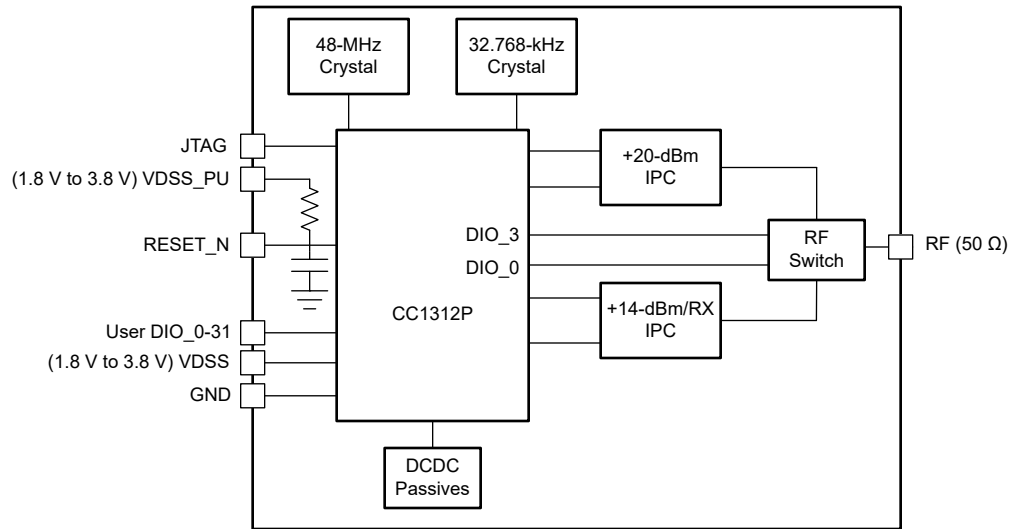 48-MHz
Crystal
32.768-kHz
Crystal
JTAG
(1.8 V to 3.8 V) VDSS_PU
RESET_N
User DIO_0-31
(1.8 V to 3.8 V) VDSS
GND
CC1312P
DIO_3
DIO_0
+20-dBm
IPC
+14-dBm/RX
IPC
RF
Switch
RF (50 Ω)
DCDC
Passives